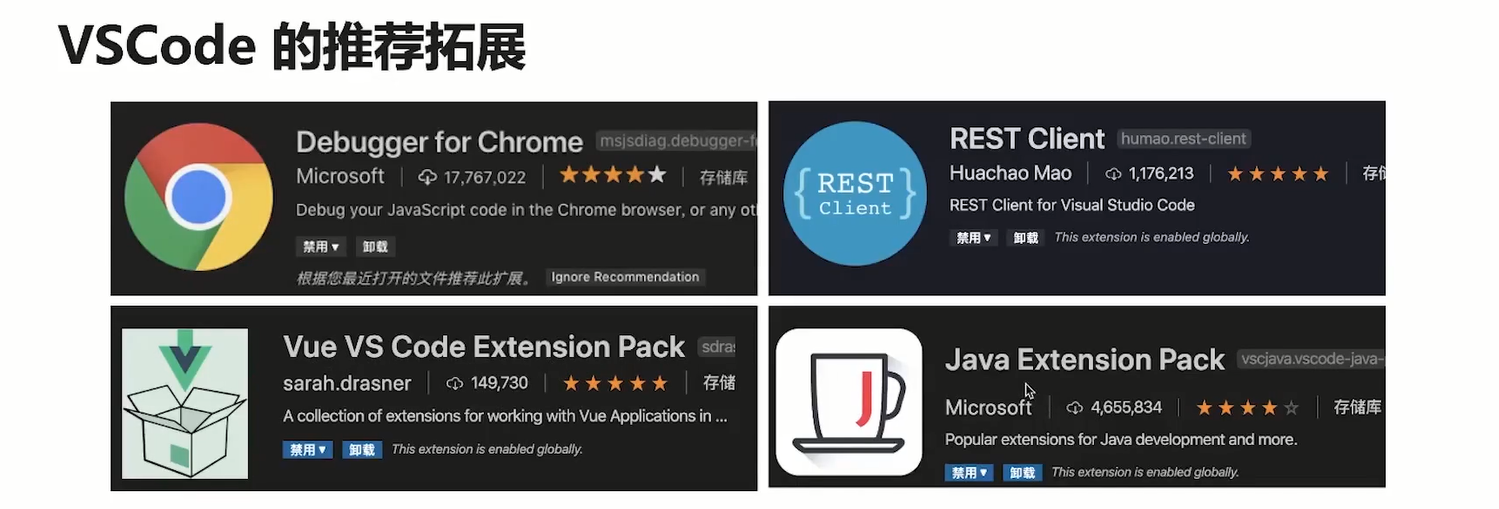 VSCode 的推荐拓展
Debugger for Chrome msjsdiag.debugger-f
Microsoft 17,767,022 存储库
Debug your JavaScript code in the Chrome browser, or any ot
禁用 卸载
根据您最近打开的文件推荐此扩展。 Ignore Recommendation
REST Client
REST Client humao.rest-client
Huachao Mao 1,176,213 存储
REST Client for Visual Studio Code
禁用 卸载 This extension is enabled globally.
Vue VS Code Extension Pack sdras
sarah.drasner 149,730 存储
A collection of extensions for working with Vue Applications in ...
禁用 卸载 This extension is enabled globally.
Java Extension Pack vscjava.vscode-java-
Microsoft 4,655,834 存储库
Popular extensions for Java development and more.
禁用 卸载 This extension is enabled globally.